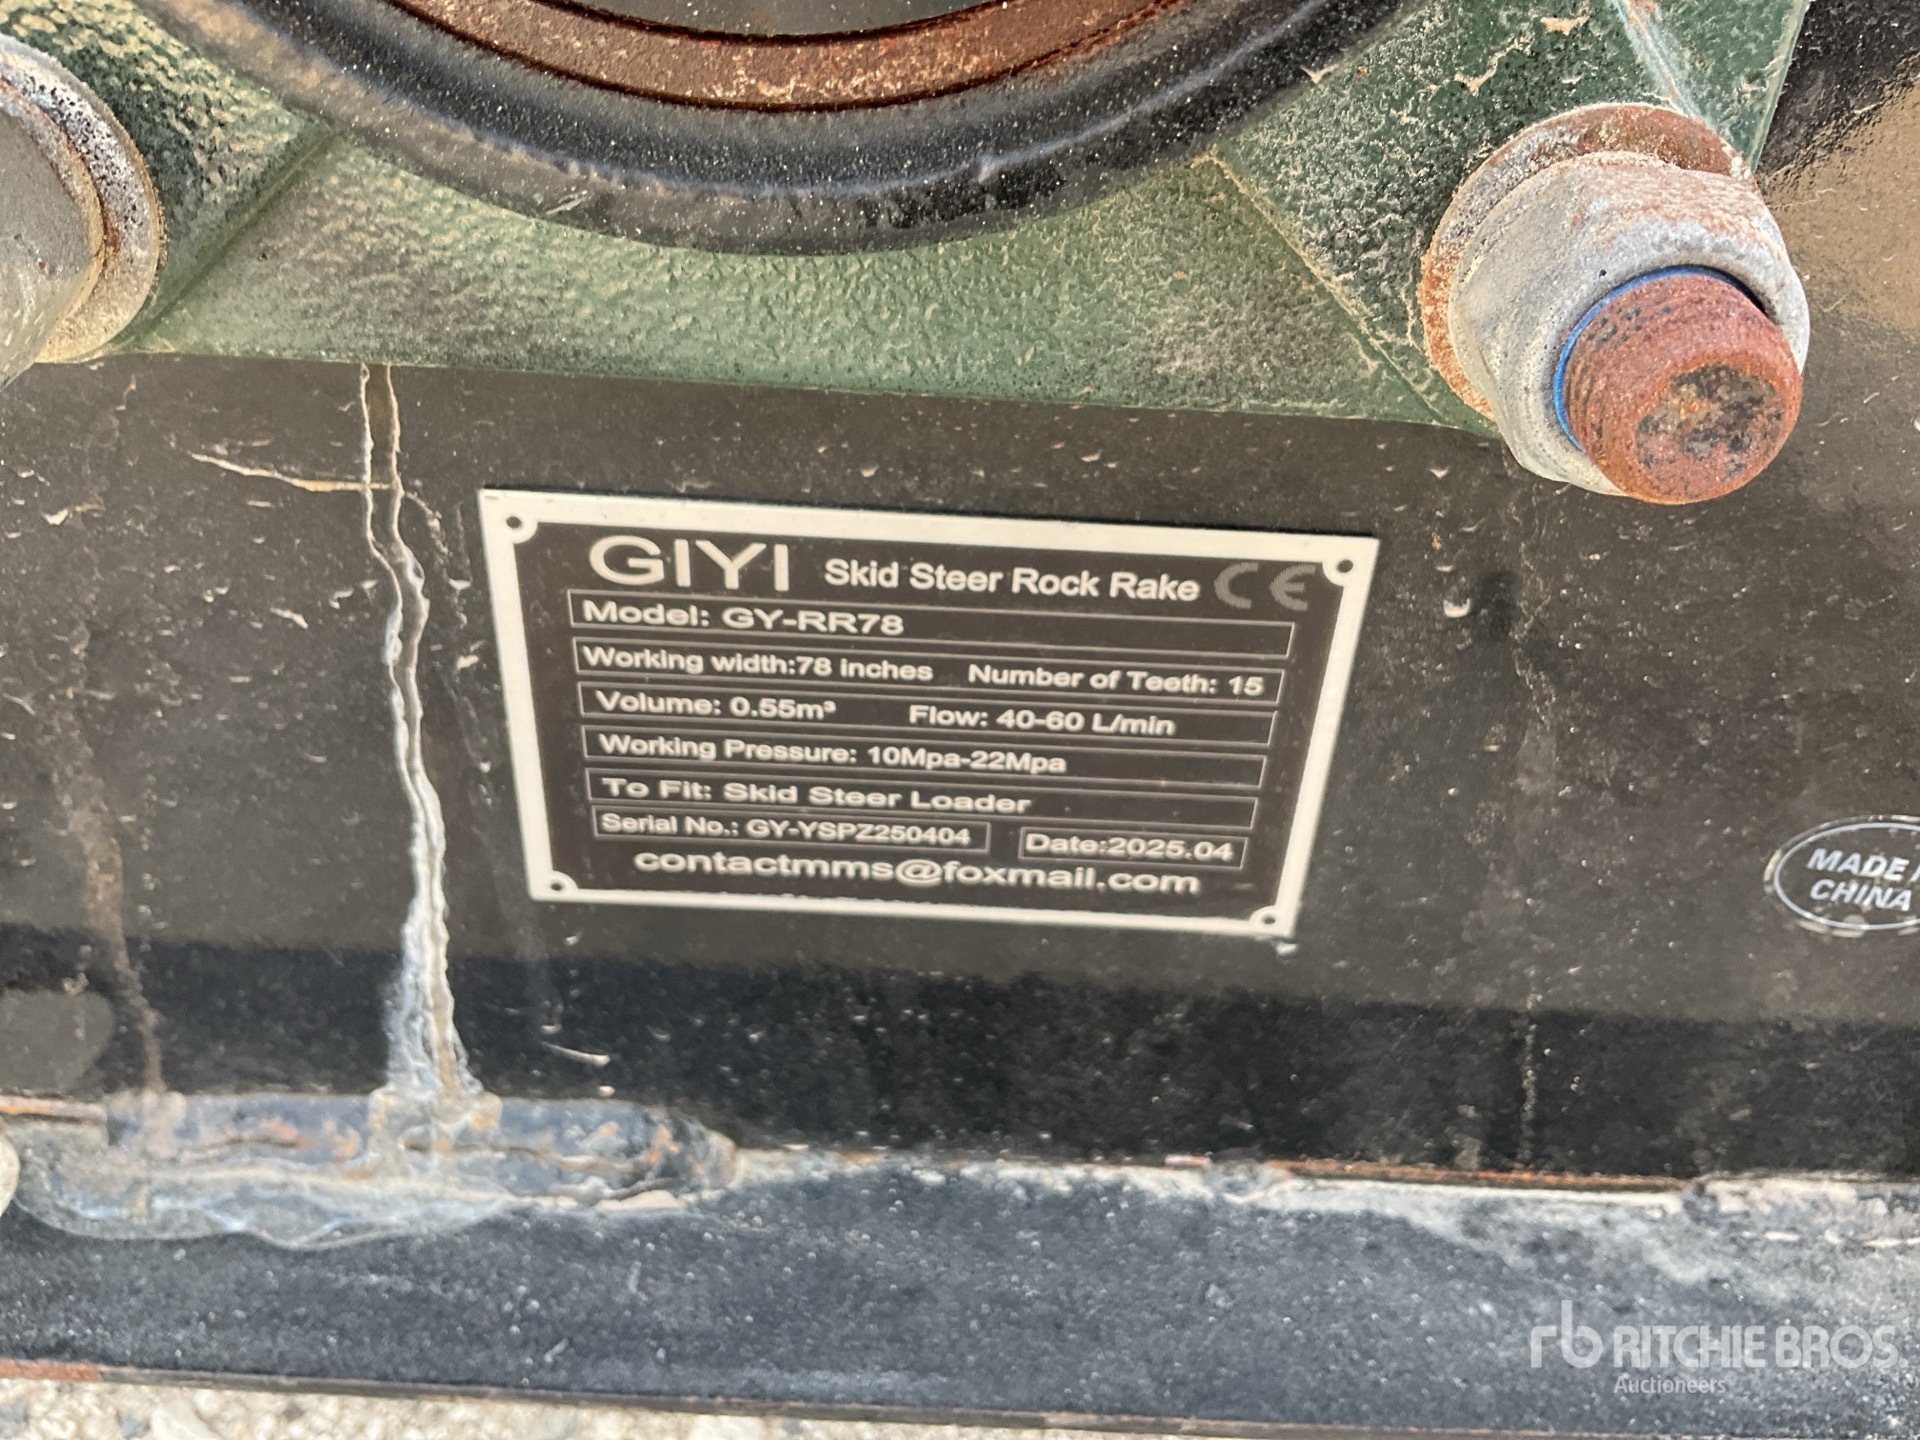 GIYI Skid Steer Rock Rake CE
Model: GY-RR78
Working width:78 inches Number of Teeth: 15
Volume: 0.55m³ Flow: 40-60 L/min
Working Pressure: 10Mpa-22Mpa
To Fit: Skid Steer Loader
Serial No.: GY-YSPZ250404 Date:2025.04
contactmms@foxmail.com
MADE I
CHINA
rb RITCHIE BROS.
Auctioneers